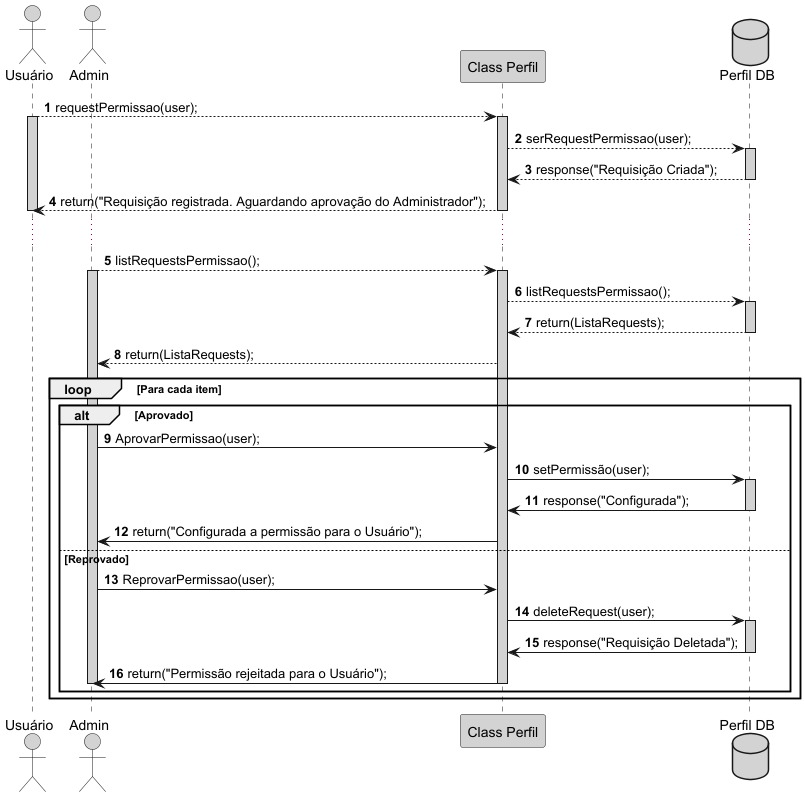 Usuário Admin Class Perfil Perfil DB
1 requestPermissao(user);
2 serRequestPermissao(user);
3 response("Requisição Criada");
4 return("Requisição registrada. Aguardando aprovação do Administrador");
5 listRequestsPermissao();
6 listRequestsPermissao();
7 return(ListaRequests);
8 return(ListaRequests);
loop [Para cada item]
alt [Aprovado]
9 AprovarPermissao(user);
10 setPermissão(user);
11 response("Configurada");
12 return("Configurada a permissão para o Usuário");
[Reprovado]
13 ReprovarPermissao(user);
14 deleteRequest(user);
15 response("Requisição Deletada");
16 return("Permissão rejeitada para o Usuário");
Usuário Admin Class Perfil Perfil DB